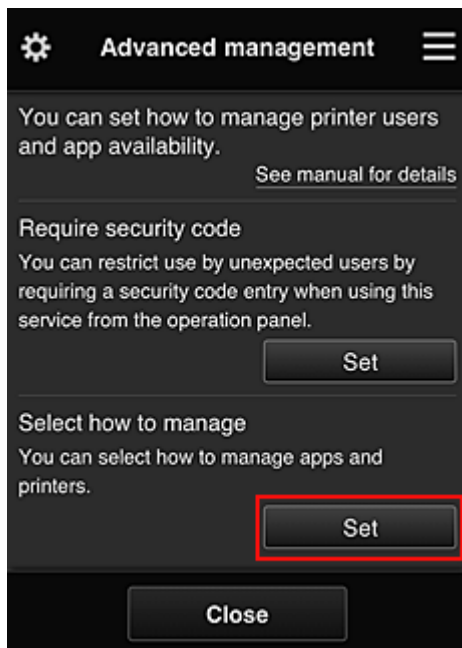 Advanced management
You can set how to manage printer users
and app availability.
See manual for details
Require security code
You can restrict use by unexpected users by
requiring a security code entry when using this
service from the operation panel.
Set
Select how to manage
You can select how to manage apps and
printers.
Set
Close